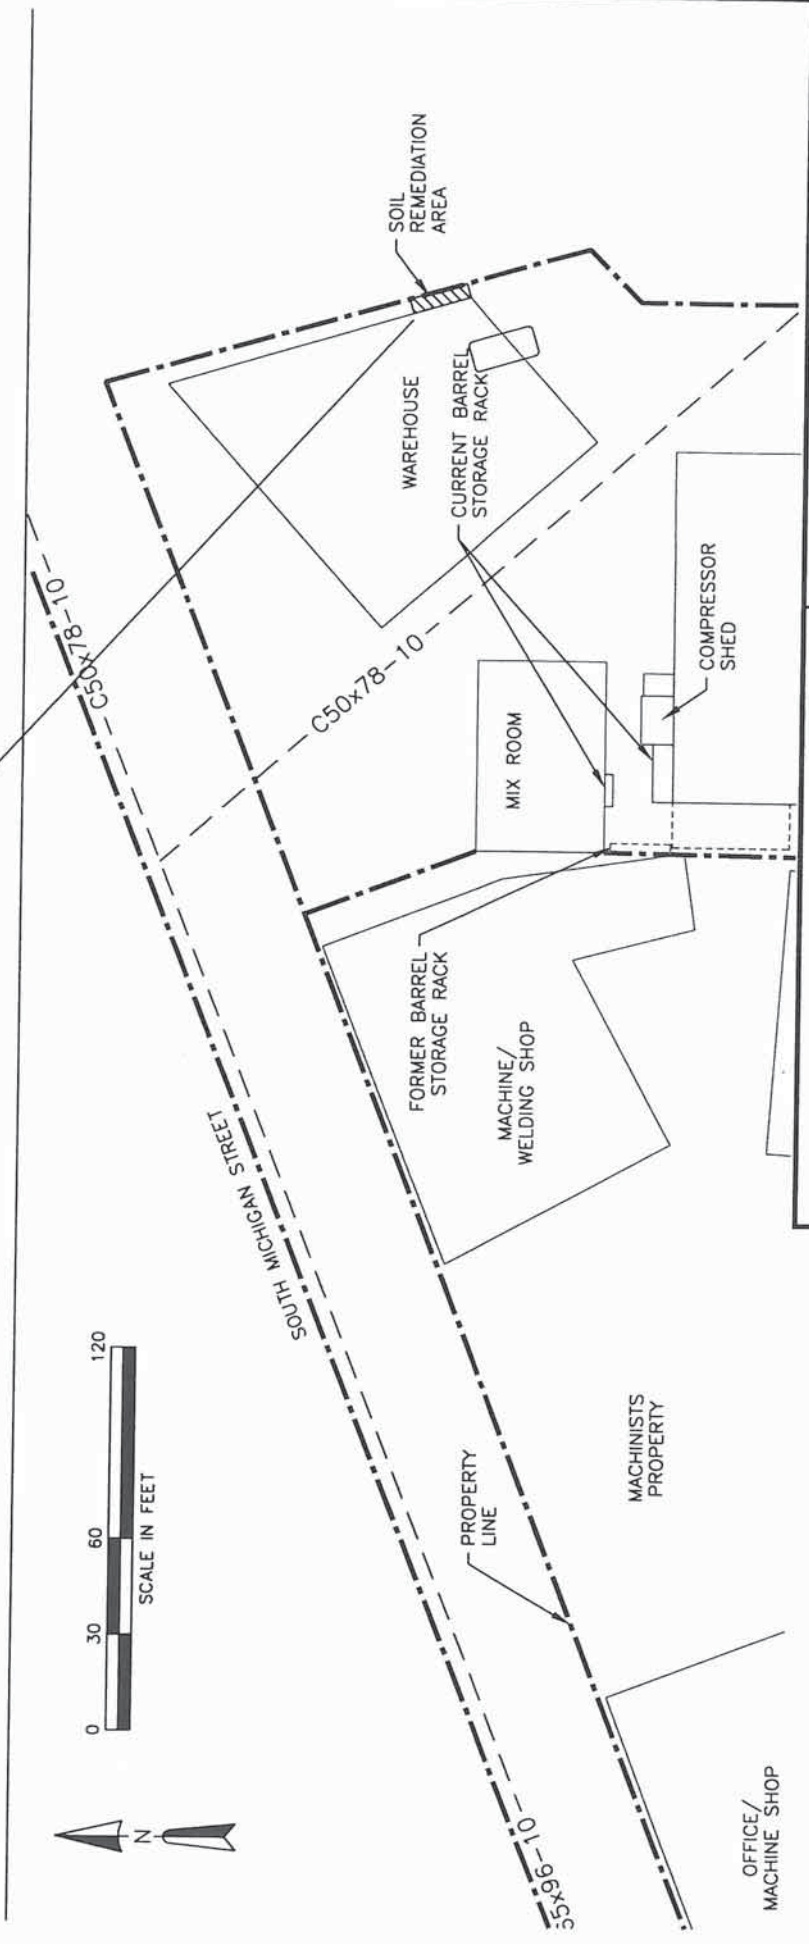 N
0 30 60 120
SCALE IN FEET
SOUTH MICHIGAN STREET
C50x78-10
C50x78-10
55x96-10
PROPERTY
LINE
OFFICE/
MACHINE SHOP
MACHINISTS
PROPERTY
MACHINE/
WELDING SHOP
FORMER BARREL
STORAGE RACK
MIX ROOM
CURRENT BARREL
STORAGE RACK
COMPRESSOR
SHED
WAREHOUSE
SOIL
REMEDIATION
AREA